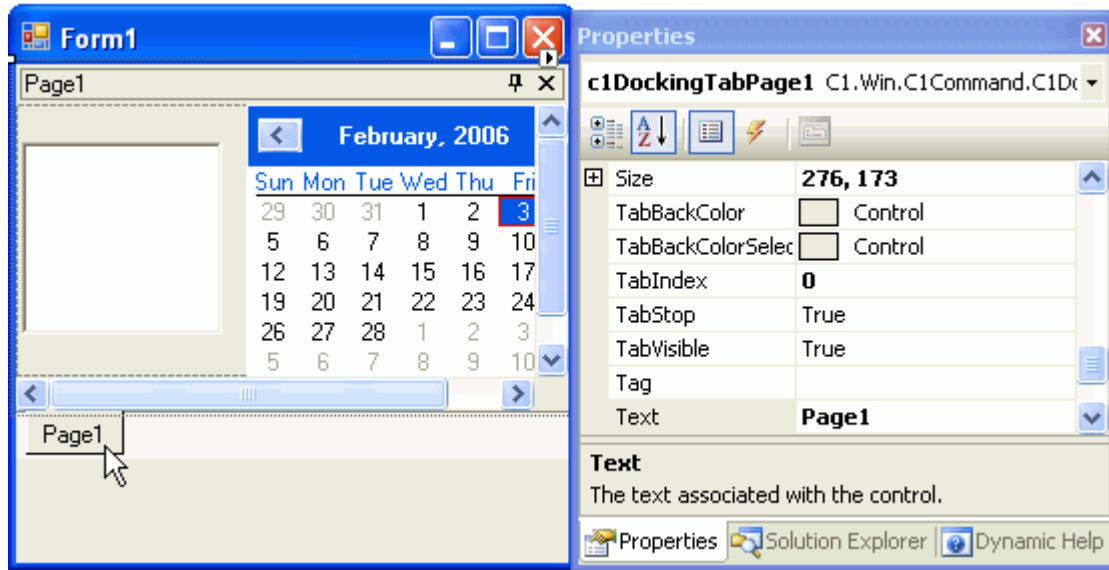 Form1
Page1
February, 2006
Sun Mon Tue Wed Thu Fri
29 30 31 1 2 3
5 6 7 8 9 10
12 13 14 15 16 17
19 20 21 22 23 24
26 27 28 1 2 3
5 6 7 8 9 10
Page1
Properties
c1DockingTabPage1 C1.Win.C1Command.C1Do
Size 276, 173
TabBackColor Control
TabBackColorSelec Control
TabIndex 0
TabStop True
TabVisible True
Tag
Text Page1
Text
The text associated with the control.
Properties Solution Explorer Dynamic Help